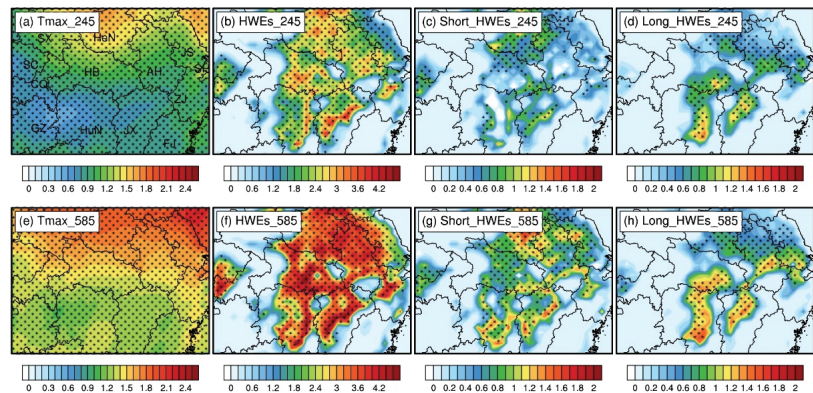 (a) Tmax_245
(b) HWEs_245
(c) Short_HWEs_245
(d) Long_HWEs_245
SX
HeN
JS
SC
HB
AH
SH
CQ
ZJ
GZ
HuN
JX
FJ
0 0.3 0.6 0.9 1.2 1.5 1.8 2.1 2.4
0 0.6 1.2 1.8 2.4 3 3.6 4.2
0 0.2 0.4 0.6 0.8 1 1.2 1.4 1.6 1.8 2
0 0.2 0.4 0.6 0.8 1 1.2 1.4 1.6 1.8 2
(e) Tmax_585
(f) HWEs_585
(g) Short_HWEs_585
(h) Long_HWEs_585
0 0.3 0.6 0.9 1.2 1.5 1.8 2.1 2.4
0 0.6 1.2 1.8 2.4 3 3.6 4.2
0 0.2 0.4 0.6 0.8 1 1.2 1.4 1.6 1.8 2
0 0.2 0.4 0.6 0.8 1 1.2 1.4 1.6 1.8 2